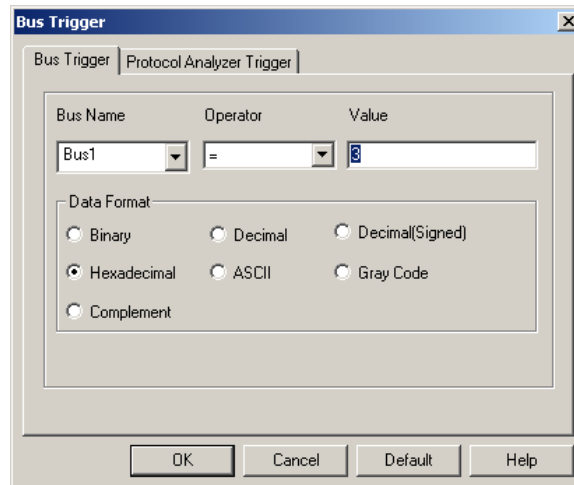 Bus Trigger
Bus Trigger Protocol Analyzer Trigger
Bus Name Operator Value
Bus1 = 3
Data Format
Binary Decimal Decimal(Signed)
Hexadecimal ASCII Gray Code
Complement
OK Cancel Default Help